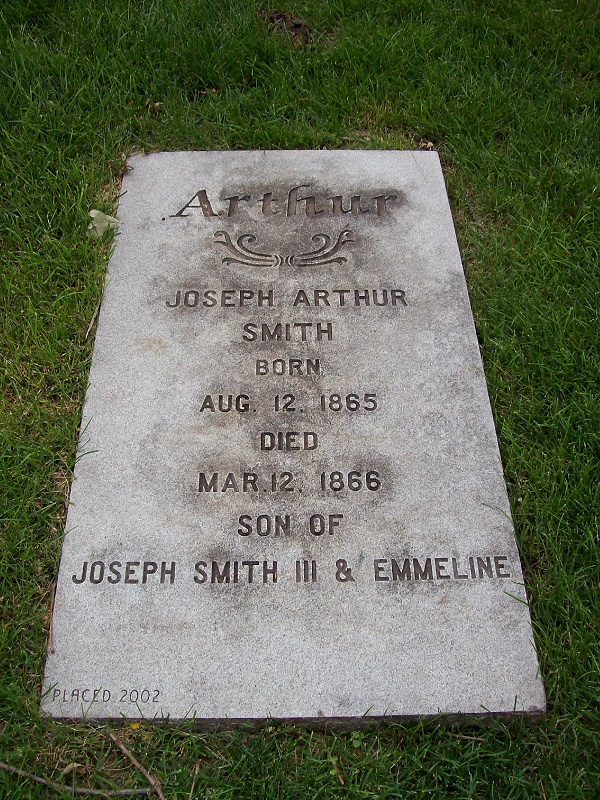 Arthur
JOSEPH ARTHUR
SMITH
BORN
AUG. 12, 1865
DIED
MAR. 12, 1866
SON OF
JOSEPH SMITH III & EMMELINE
PLACED 2002